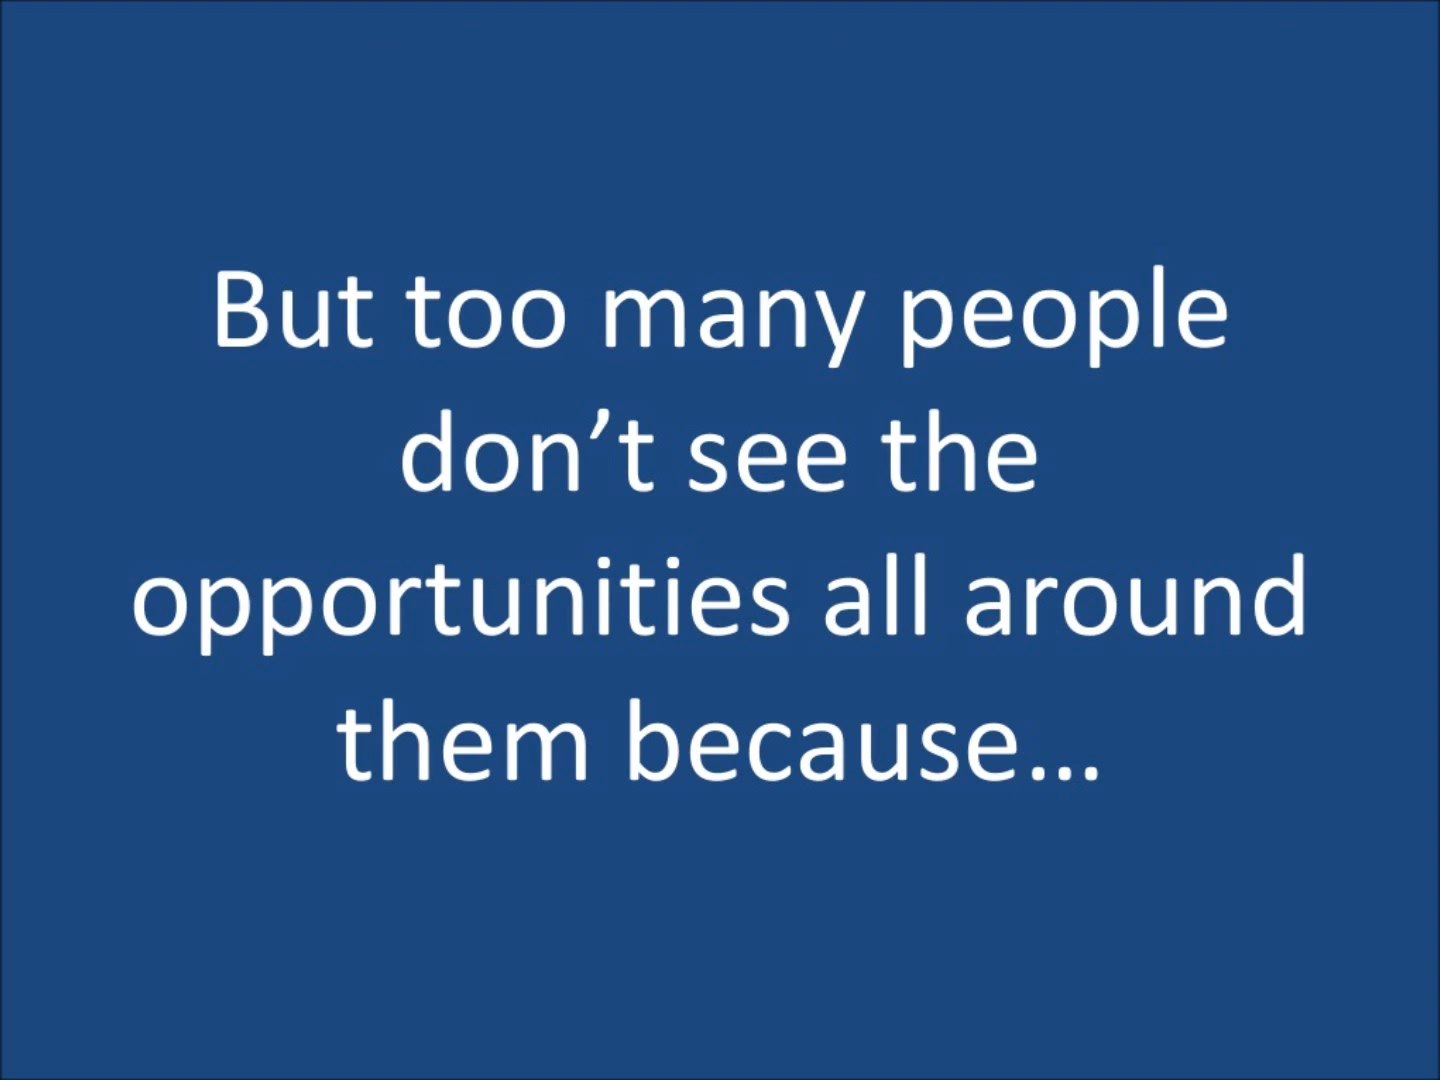 But too many people
don’t see the
opportunities all around
them because…